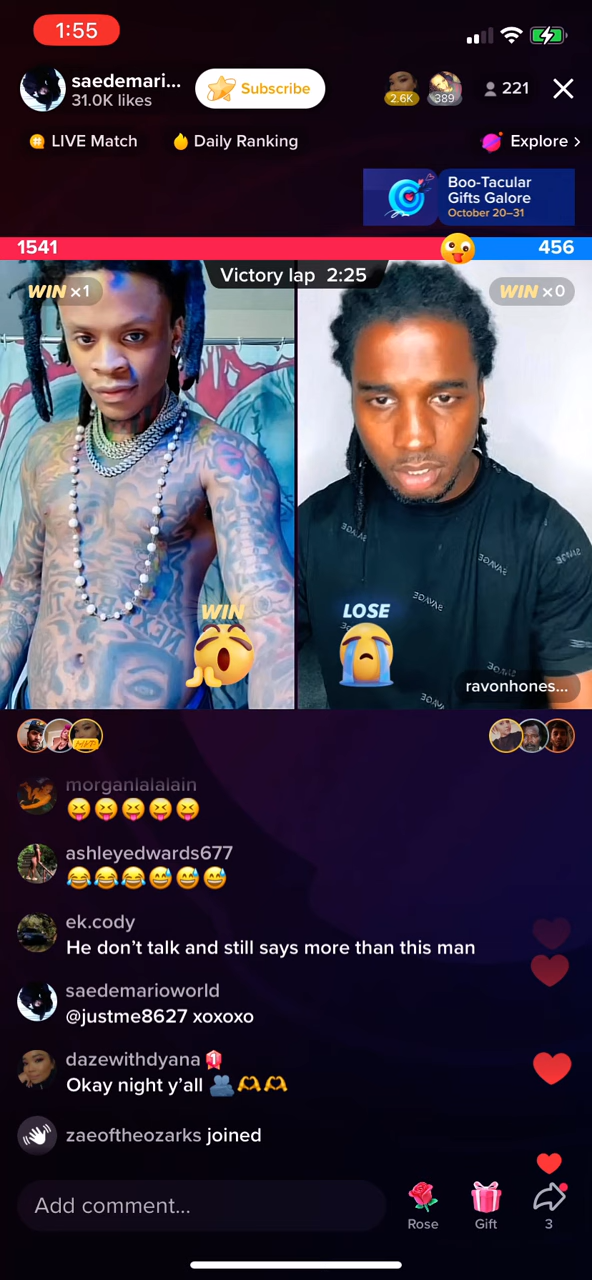 1:55
saedemari...
31.0K likes
Subscribe
2.6K
389
221
LIVE Match
Daily Ranking
Explore >
Boo-Tacular
Gifts Galore
October 20–31
1541
456
Victory lap 2:25
WIN x1
WIN x0
WIN
LOSE
ravonhones...
morganlalalain
😝😝😝😝😝
ashleyedwards677
😂😂😂😅😅😅
ek.cody
He don’t talk and still says more than this man
saedemarioworld
@justme8627 xoxoxo
dazewithdyana 1
Okay night y’all 🫂🫶🫶
zaeoftheozarks joined
Add comment...
Rose
Gift
3